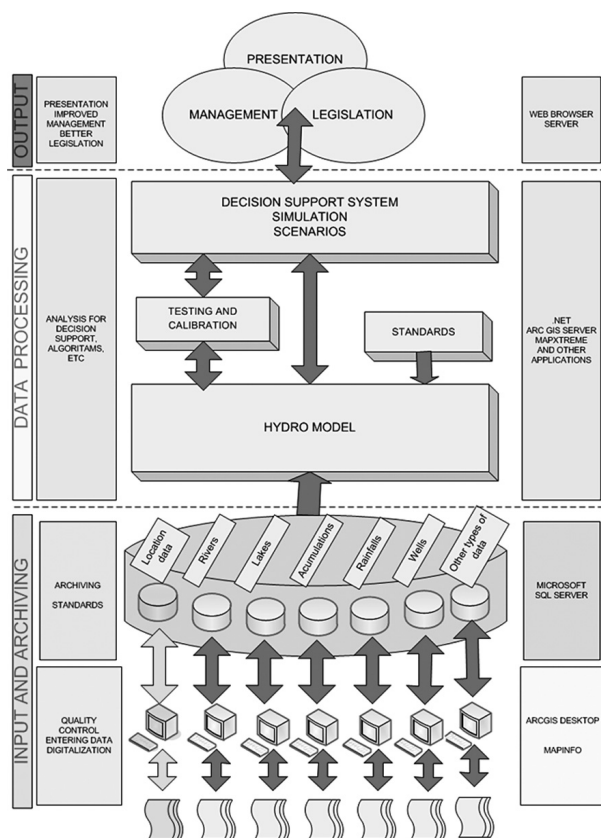 PRESENTATION
MANAGEMENT
LEGISLATION
OUTPUT
PRESENTATION
IMPROVED
MANAGEMENT
BETTER
LEGISLATION
WEB BROWSER
SERVER
DECISION SUPPORT SYSTEM
SIMULATION
SCENARIOS
DATA PROCESSING
ANALYSIS FOR
DECISION
SUPPORT,
ALGORITAMS,
ETC
TESTING AND
CALIBRATION
STANDARDS
.NET
ARC GIS SERVER
MAPXTREME
AND OTHER
APPLICATIONS
HYDRO MODEL
INPUT AND ARCHIVING
ARCHIVING
STANDARDS
Location
data
Rivers
Lakes
Acumulations
Rainfalls
Wells
Other types of
data
MICROSOFT
SQL SERVER
QUALITY
CONTROL
ENTERING DATA
DIGITALIZATION
ARCGIS DESKTOP
MAPINFO